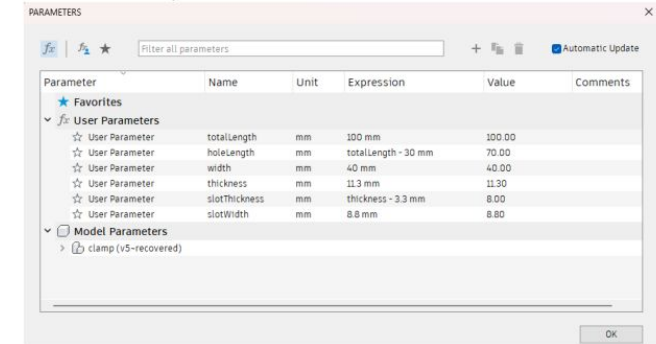 PARAMETERS
fx Filter all parameters Automatic Update
Parameter Name Unit Expression Value Comments
Favorites
fx User Parameters
User Parameter totalLength mm 100 mm 100.00
User Parameter holeLength mm totalLength - 30 mm 70.00
User Parameter width mm 40 mm 40.00
User Parameter thickness mm 11.3 mm 11.30
User Parameter slotThickness mm thickness - 3.3 mm 8.00
User Parameter slotWidth mm 8.8 mm 8.80
Model Parameters
clamp (v5~recovered)
OK